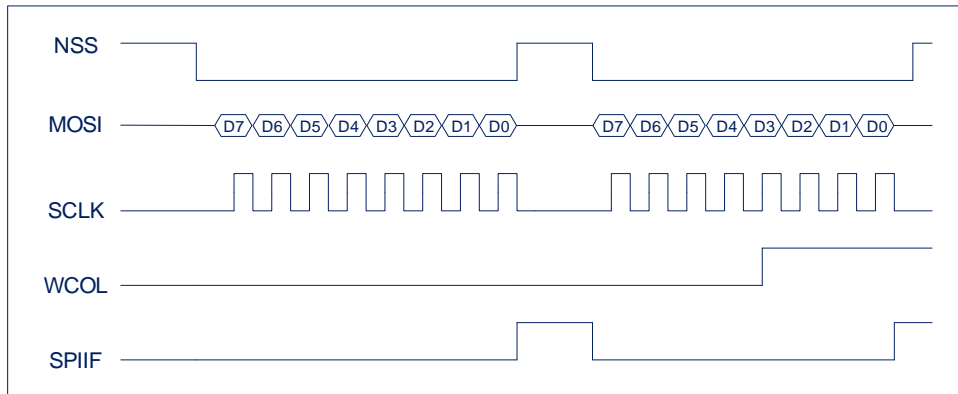 NSS
MOSI D7 D6 D5 D4 D3 D2 D1 D0 D7 D6 D5 D4 D3 D2 D1 D0
SCLK
WCOL
SPIIF